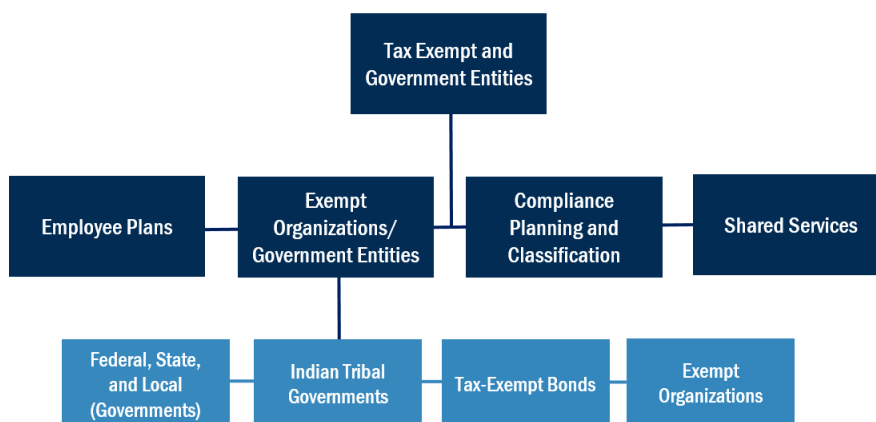 Tax Exempt and
Government Entities
Employee Plans
Exempt
Organizations/
Government Entities
Compliance
Planning and
Classification
Shared Services
Federal, State,
and Local
(Governments)
Indian Tribal
Governments
Tax-Exempt Bonds
Exempt
Organizations